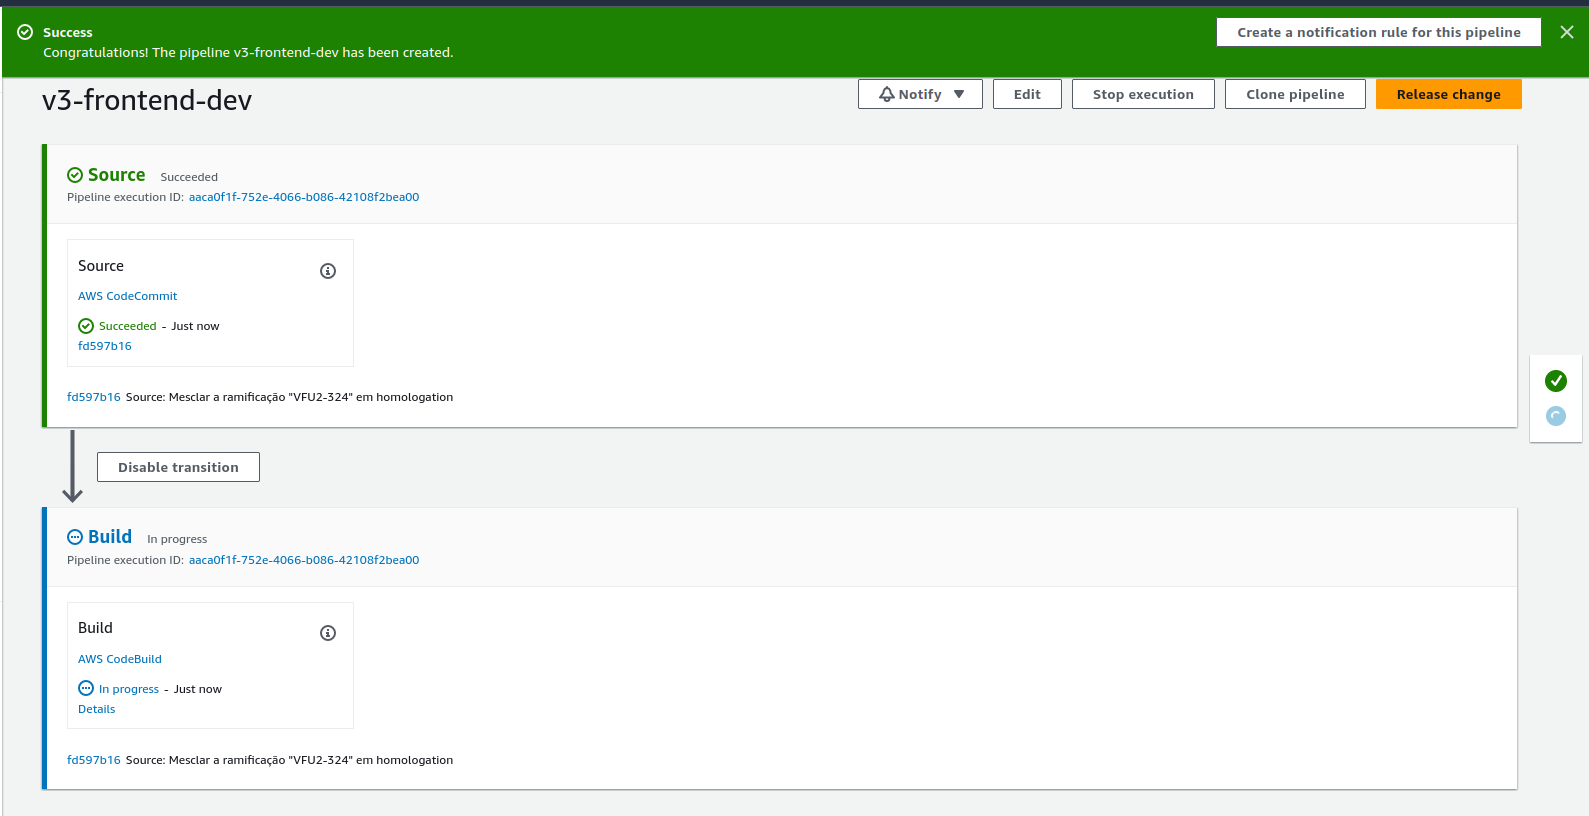 Success
Congratulations! The pipeline v3-frontend-dev has been created.
Create a notification rule for this pipeline
v3-frontend-dev
Notify
Edit
Stop execution
Clone pipeline
Release change
Source Succeeded
Pipeline execution ID: aaca0f1f-752e-4066-b086-42108f2bea00
Source
AWS CodeCommit
Succeeded - Just now
fd597b16
fd597b16 Source: Mesclar a ramificação "VFU2-324" em homologation
Disable transition
Build In progress
Pipeline execution ID: aaca0f1f-752e-4066-b086-42108f2bea00
Build
AWS CodeBuild
In progress - Just now
Details
fd597b16 Source: Mesclar a ramificação "VFU2-324" em homologation